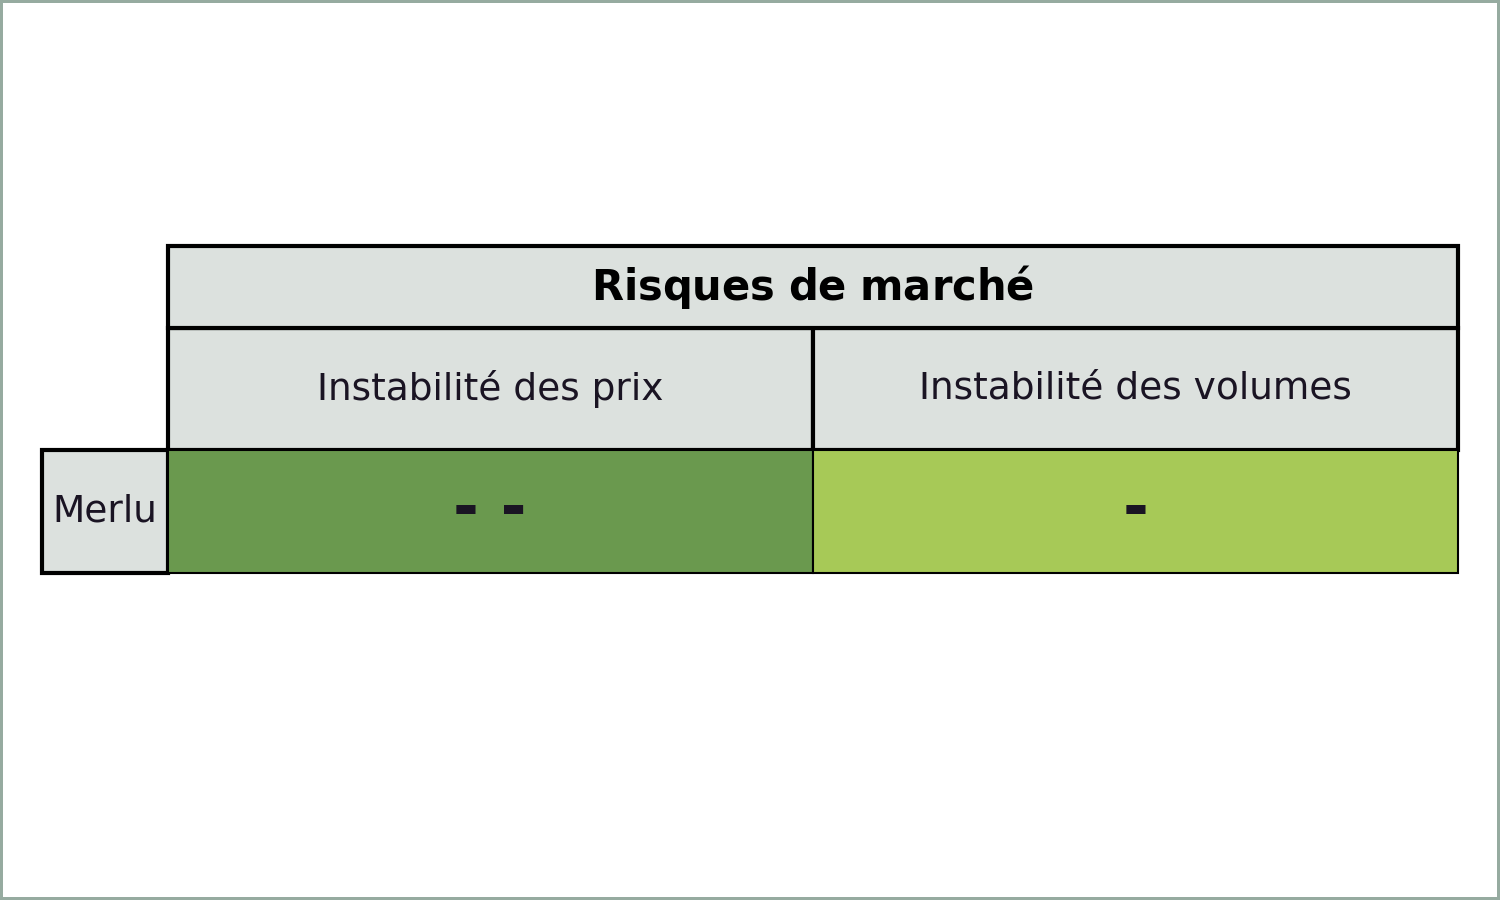 Risques de marché
Instabilité des prix
Instabilité des volumes
Merlu
- -
-